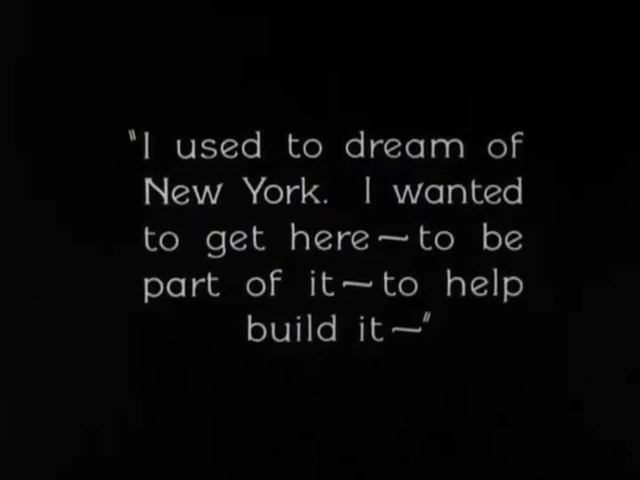 "I used to dream of
New York. I wanted
to get here—to be
part of it—to help
build it—"